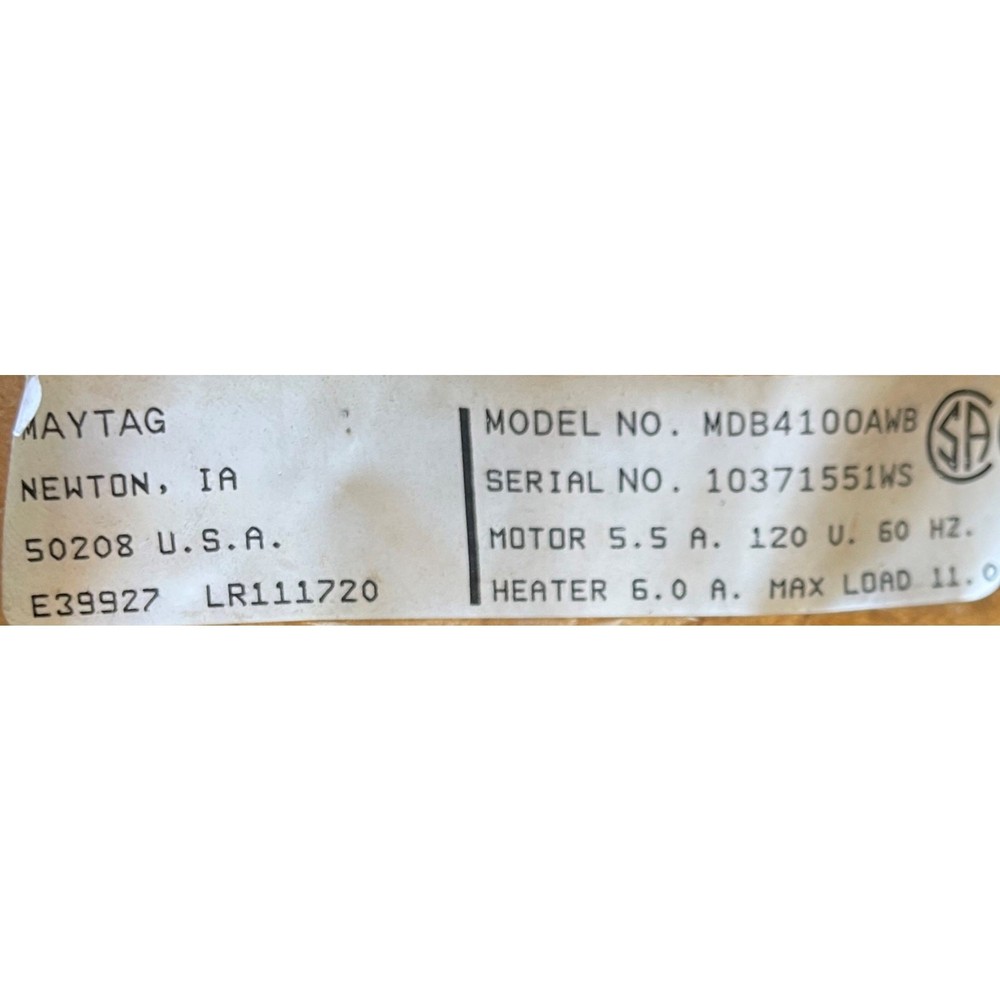 MAYTAG
NEWTON, IA
50208 U.S.A.
E39927 LR111720
MODEL NO. MDB4100AWB
SERIAL NO. 10371551WS
MOTOR 5.5 A. 120 V. 60 HZ.
HEATER 6.0 A. MAX LOAD 11.0
SA